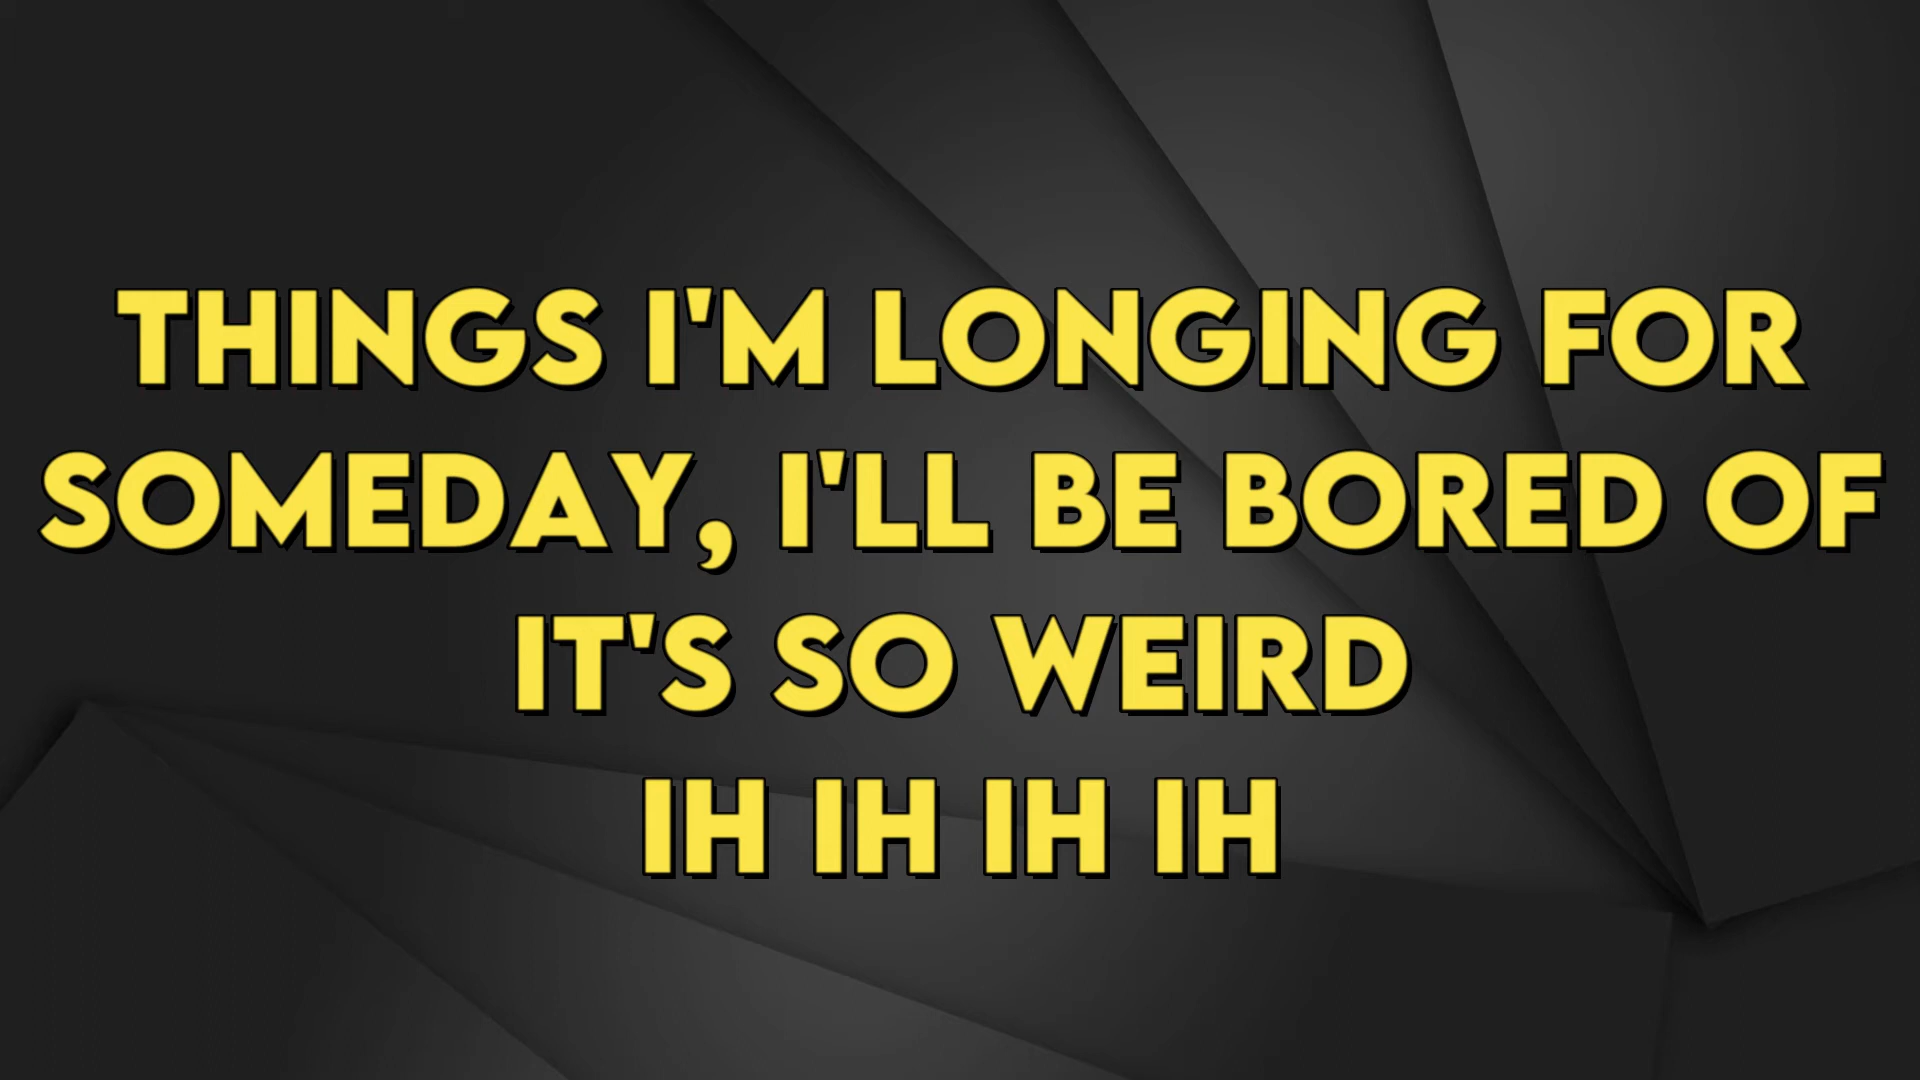 THINGS I'M LONGING FOR
SOMEDAY, I'LL BE BORED OF
IT'S SO WEIRD
IH IH IH IH